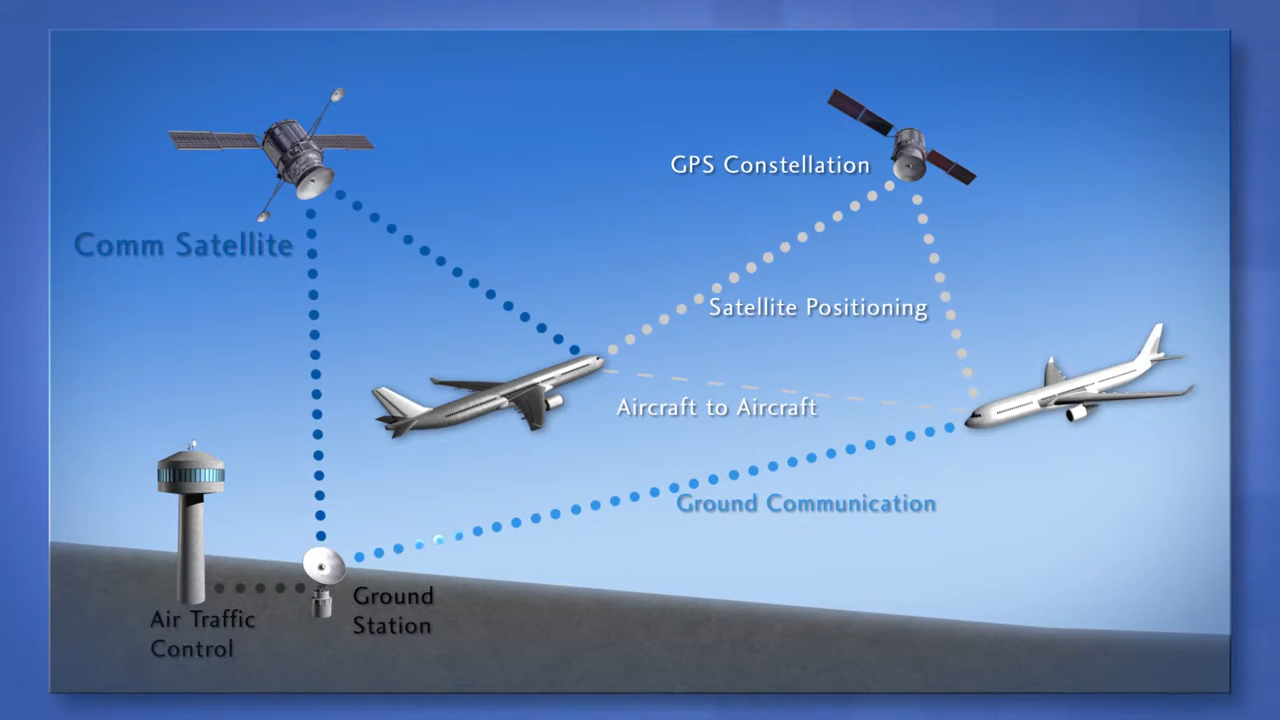 GPS Constellation
Comm Satellite
Satellite Positioning
Aircraft to Aircraft
Ground Communication
Ground
Station
Air Traffic
Control